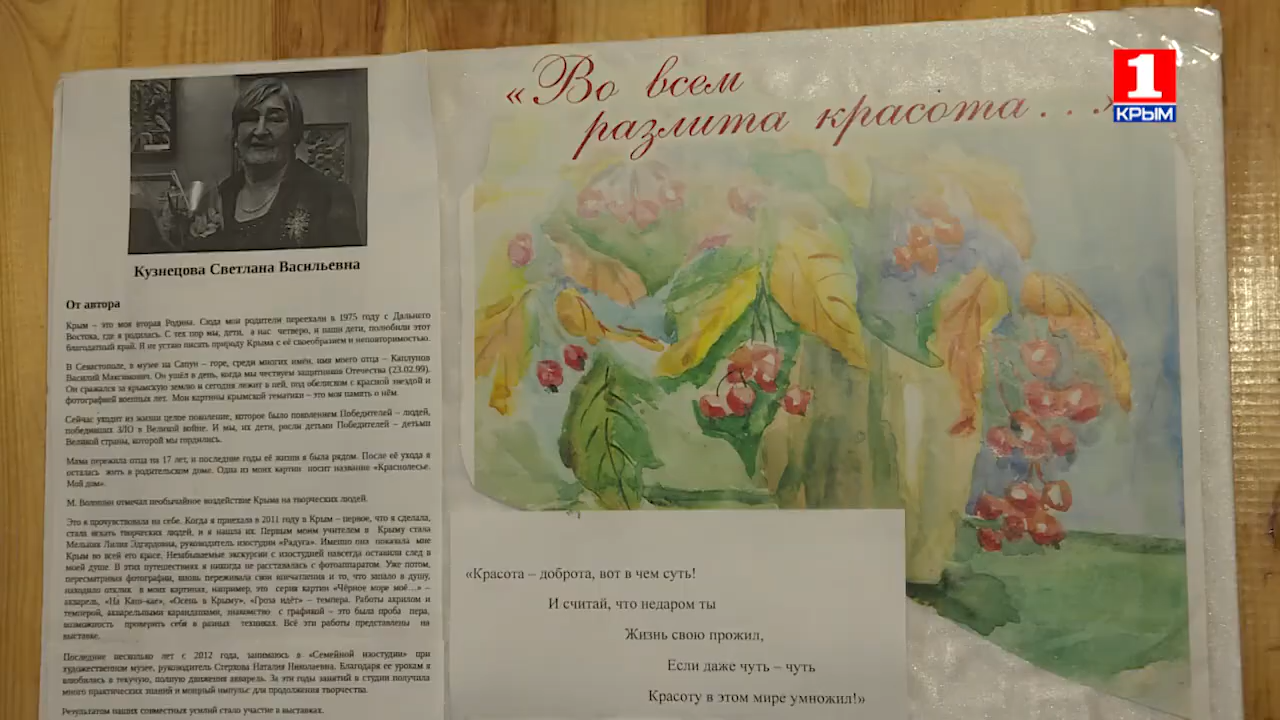 1
КРЫМ
«Во всем
разлита красота...»
Кузнецова Светлана Васильевна
От автора
Крым – это моя вторая Родина. Сюда мои родители переехали в 1975 году с Дальнего
Востока, где я родилась. С тех пор мы, дети, а нас четверо, и наши дети, полюбили этот
благодатный край. Я не устаю писать природу Крыма с её своеобразием и неповторимостью.
В Севастополе, в музее на Сапун – горе, среди многих имён, имя моего отца – Каплунов
Василий Максимович. Он ушёл в день, когда мы чествуем защитников Отечества (23.02.99).
Он сражался за крымскую землю и сегодня лежит в ней, под обелиском с красной звездой и
фотографией военных лет. Мои картины крымской тематики – это моя память о нём.
Сейчас уходит из жизни целое поколение, которое было поколением Победителей – людей,
победивших ЗЛО в Великой войне. И мы, их дети, росли детьми Победителей – детьми
Великой страны, которой мы гордились.
Мама пережила отца на 17 лет, и последние годы её жизни я была рядом. После её ухода я
осталась жить в родительском доме. Одна из моих картин носит название «Краснолесье.
Мой дом».
М. Волошин отмечал необычайное воздействие Крыма на творческих людей.
Это я прочувствовала на себе. Когда я приехала в 2011 году в Крым – первое, что я сделала,
стала искать творческих людей, и я нашла их. Первым моим учителем в Крыму стала
Мельник Лилия Эдгардовна, руководитель изостудии «Радуга». Именно она показала мне
Крым во всей его красе. Незабываемые экскурсии с изостудией навсегда оставили след в
моей душе. В этих путешествиях я никогда не расставалась с фотоаппаратом. Уже потом,
пересматривая фотографии, вновь переживала свои впечатления и то, что запало в душу,
находило отклик в моих картинах, например, это серия картин «Чёрное море моё…» –
акварель, «На Каш–кае», «Осень в Крыму», «Гроза идёт» – темпера. Работы акрилом и
темперой, акварельными карандашами, знакомство с графикой – это была проба пера,
возможность проверить себя в разных техниках. Всё эти работы представлены на
выставке.
Последние несколько лет с 2012 года, занимаюсь в «Семейной изостудии» при
художественном музее, руководитель Стерхова Наталия Николаевна. Благодаря ее урокам я
влюбилась в текучую, полную движения акварель. За эти годы занятий в студии получила
много практических знаний и мощный импульс для продолжения творчества.
Результатом наших совместных усилий стало участие в выставках.
«Красота – доброта, вот в чем суть!
И считай, что недаром ты
Жизнь свою прожил,
Если даже чуть – чуть
Красоту в этом мире умножил!»